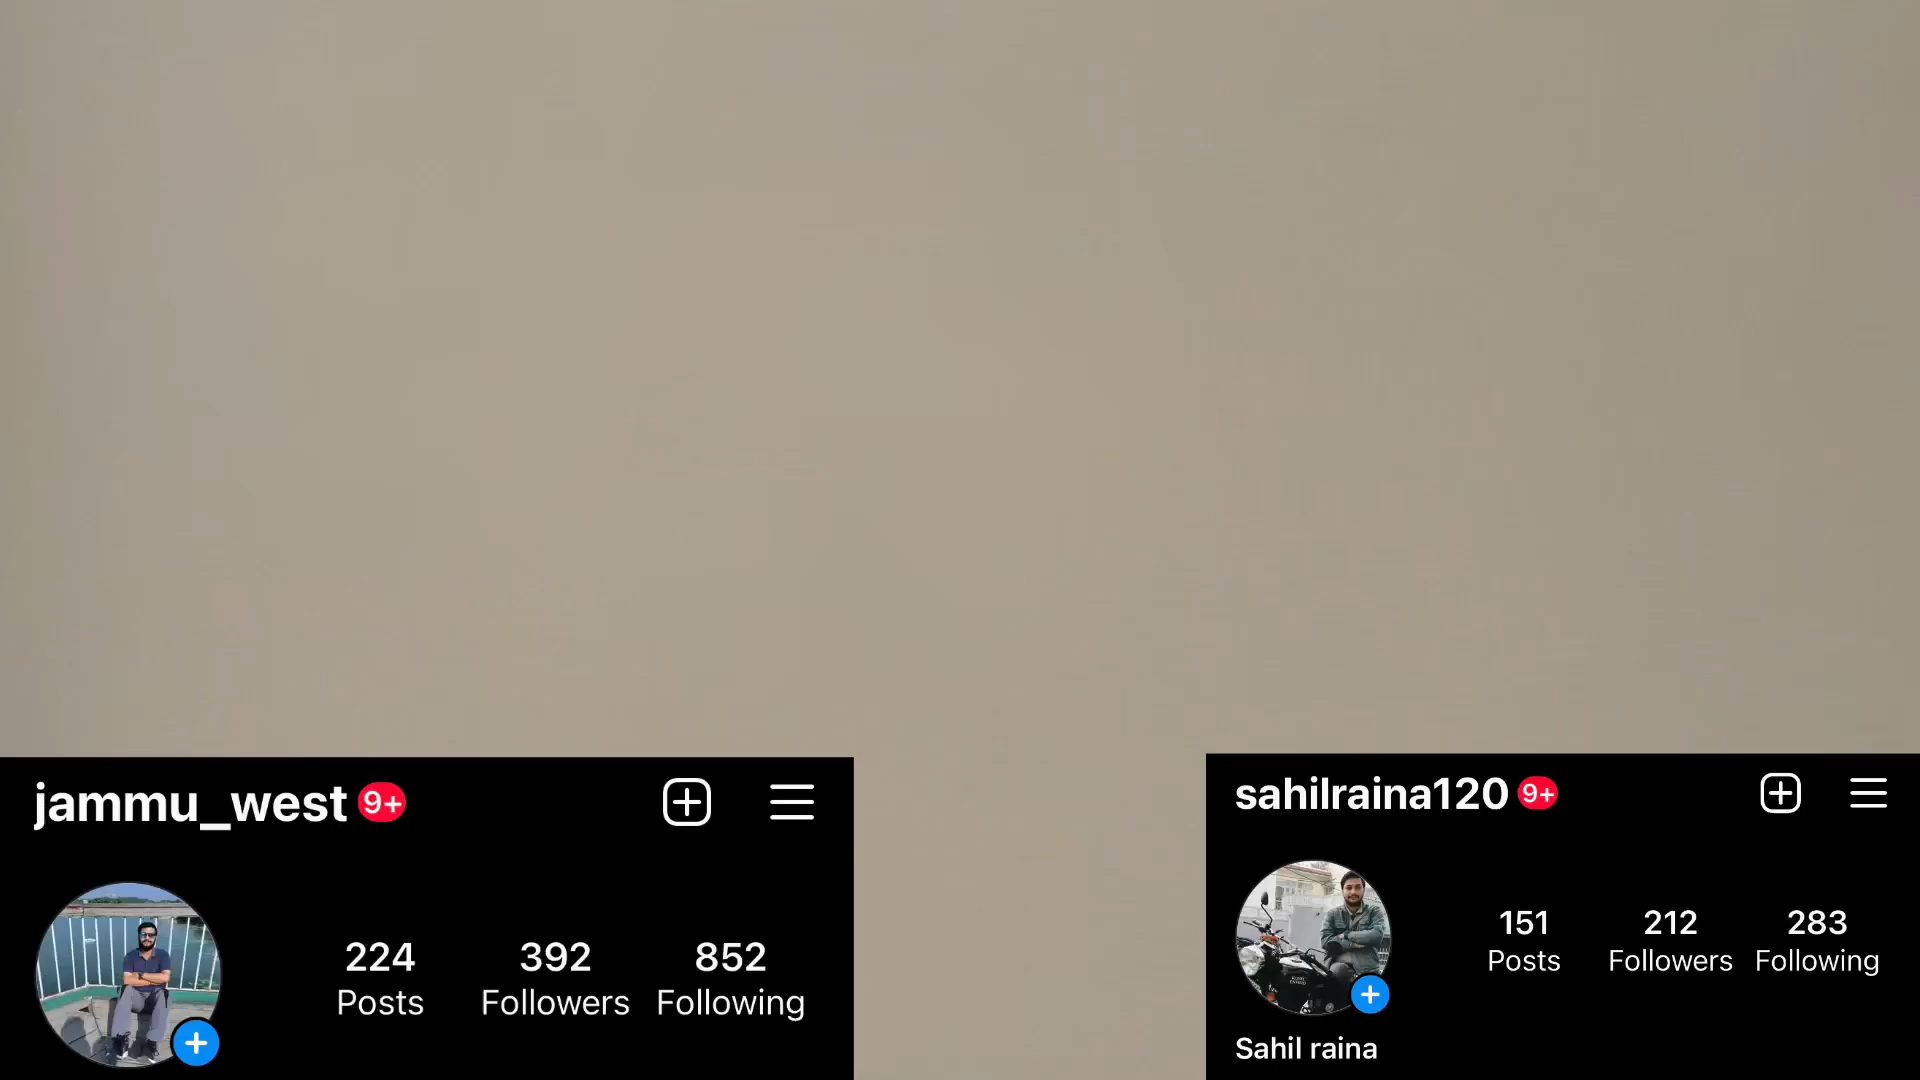 jammu_west 9+
224 392 852
Posts Followers Following
sahilraina120 9+
151 212 283
Posts Followers Following
Sahil raina